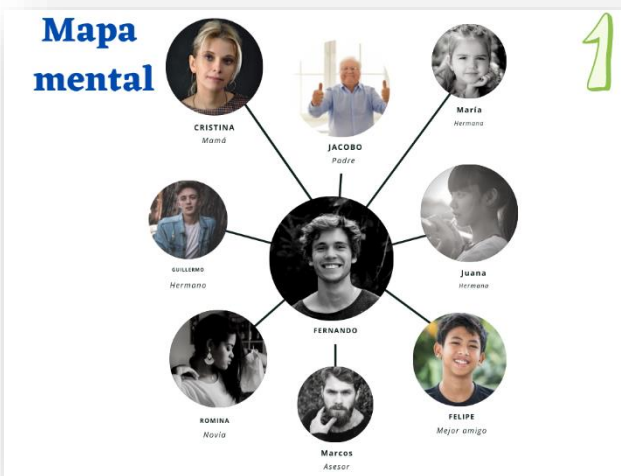 Mapa
mental
1
CRISTINA
Mamá
JACOBO
Padre
María
Hermana
GUILLERMO
Hermano
Juana
Hermana
FERNANDO
ROMINA
Novia
Marcos
Asesor
FELIPE
Mejor amigo